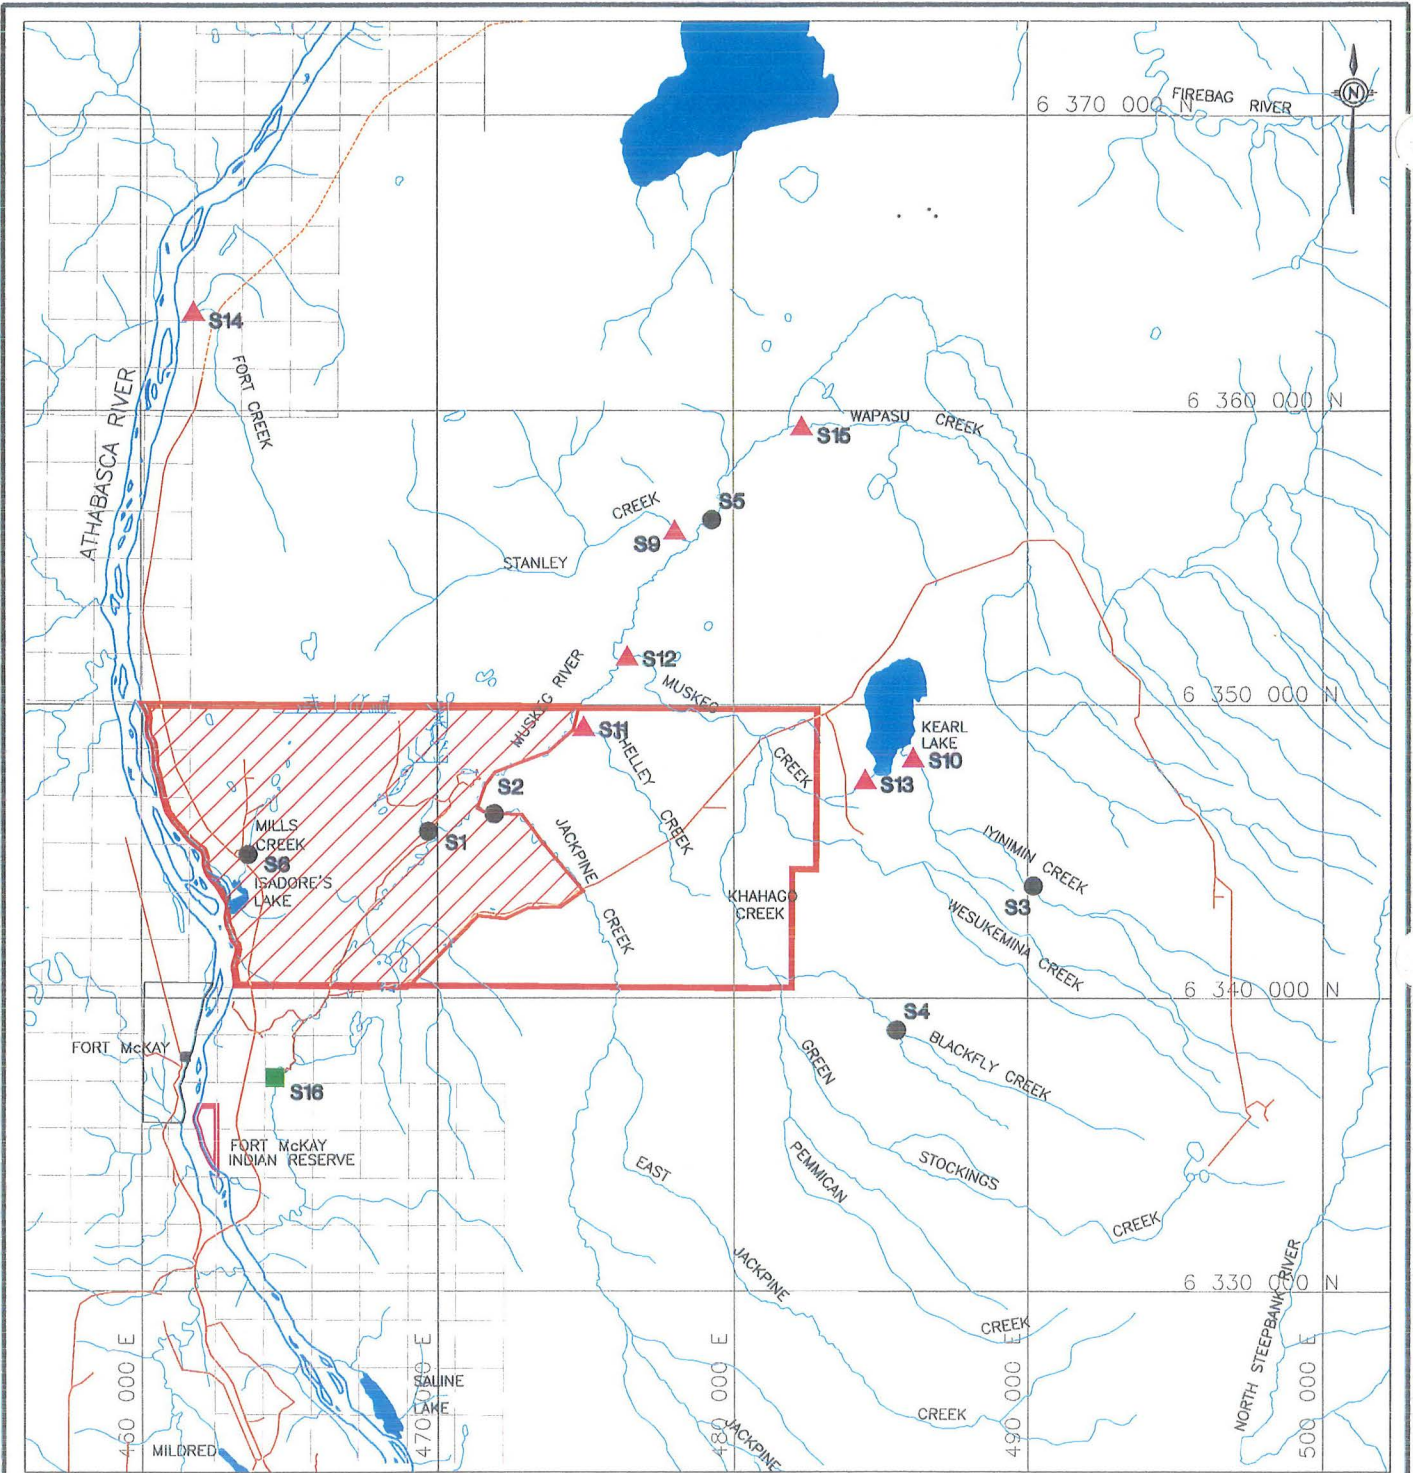 6 370 000 N
FIREBAG RIVER
N
S14
FORT CREEK
ATHABASCA RIVER
6 360 000 N
WAPASU CREEK
S15
S5
CREEK
S9
STANLEY
S12
MUSKEG RIVER
MUSKEG
6 350 000 N
S11
SHELLEY
CREEK
KEARL
LAKE
S10
CREEK
S13
S2
S1
JACKPINE
MILLS
CREEK
S6
ISADORE'S
LAKE
IYINIMIN CREEK
S3
KHAHAGO
CREEK
WESUKEMINA CREEK
CREEK
6 340 000 N
S4
BLACKFLY CREEK
FORT McKAY
GREEN
S16
FORT McKAY
INDIAN RESERVE
EAST
PEMMICAN
STOCKINGS
CREEK
JACKPINE
6 330 000 N
CREEK
NORTH STEEPBANK RIVER
SALINE
LAKE
CREEK
JACKPINE
MILDRED
460 000 E
470 000 E
480 000 E
490 000 E
500 000 E